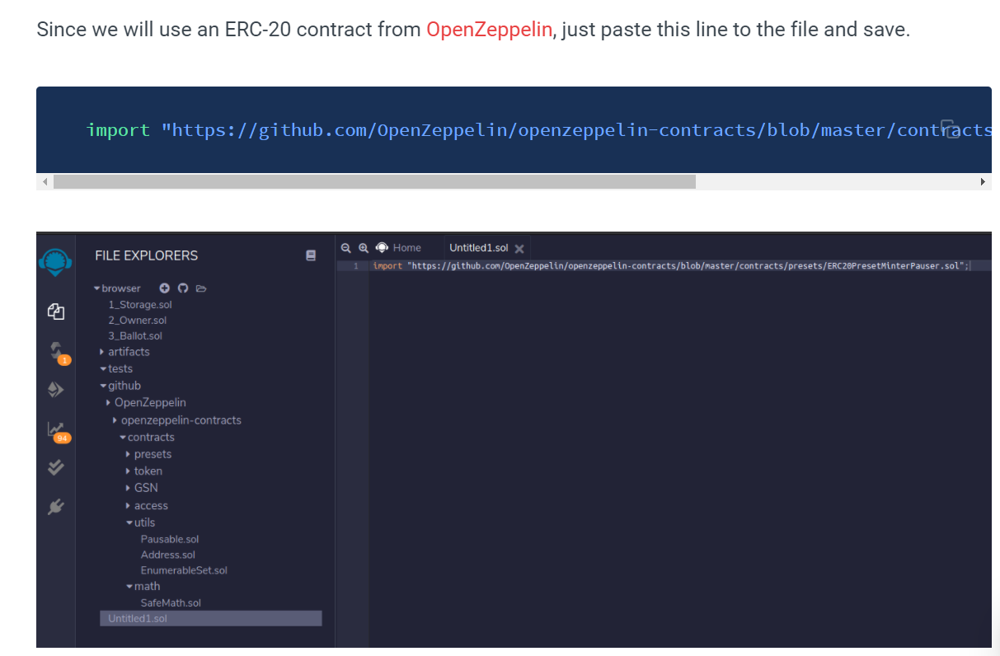 Since we will use an ERC-20 contract from OpenZeppelin, just paste this line to the file and save.
import "https://github.com/OpenZeppelin/openzeppelin-contracts/blob/master/contracts
FILE EXPLORERS
Home
Untitled1.sol
1 import "https://github.com/OpenZeppelin/openzeppelin-contracts/blob/master/contracts/presets/ERC20PresetMinterPauser.sol";
browser
1_Storage.sol
2_Owner.sol
3_Ballot.sol
artifacts
1
tests
github
OpenZeppelin
openzeppelin-contracts
94
contracts
presets
token
GSN
access
utils
Pausable.sol
Address.sol
EnumerableSet.sol
math
SafeMath.sol
Untitled1.sol